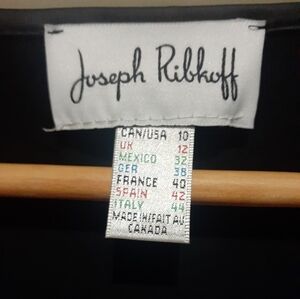 Joseph Ribkoff
CAN/USA 10
UK 12
MEXICO 32
GER 38
FRANCE 40
SPAIN 42
ITALY 44
MADE IN/FAIT AU
CANADA